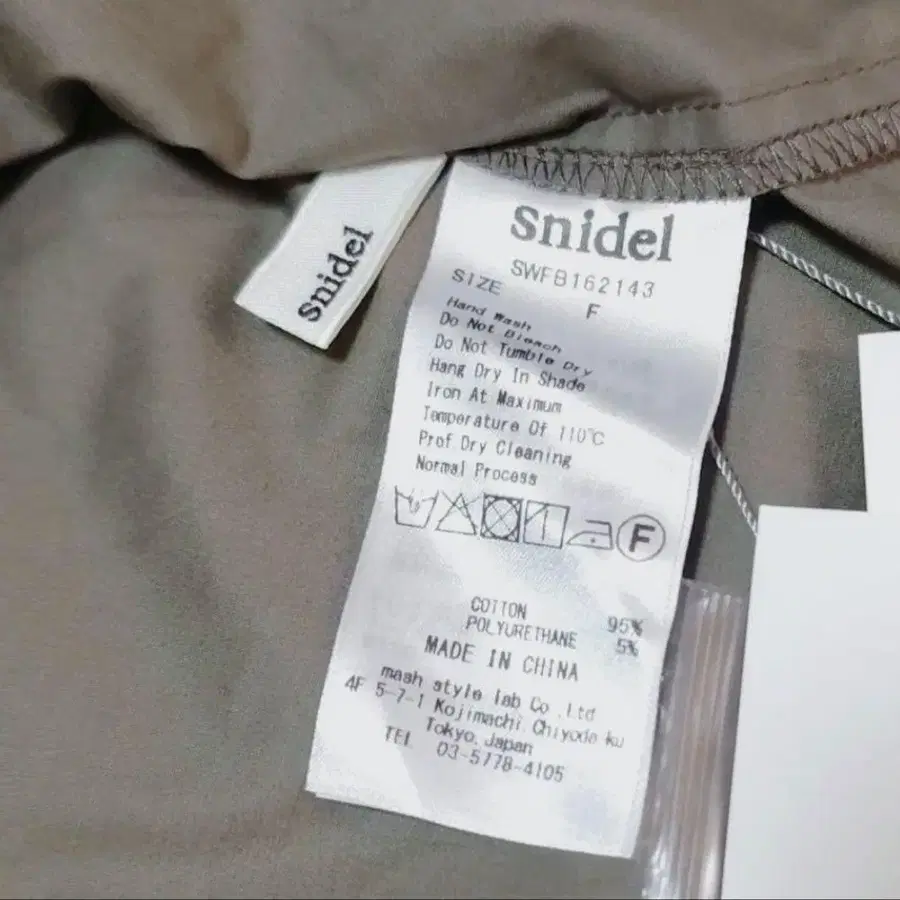 snidel
snidel
SWFB162143
SIZE
F
Hand Wash
Do Not Bleach
Do Not Tumble Dry
Hang Dry In Shade
Iron At Maximum
Temperature Of 110℃
Prof Dry Cleaning
Normal Process
F
COTTON 95%
POLYURETHANE 5%
MADE IN CHINA
mash style lab Co .Ltd
4F 5-7-1 Kojimachi.Chiyoda-ku
Tokyo.Japan
TEL 03-5778-4105